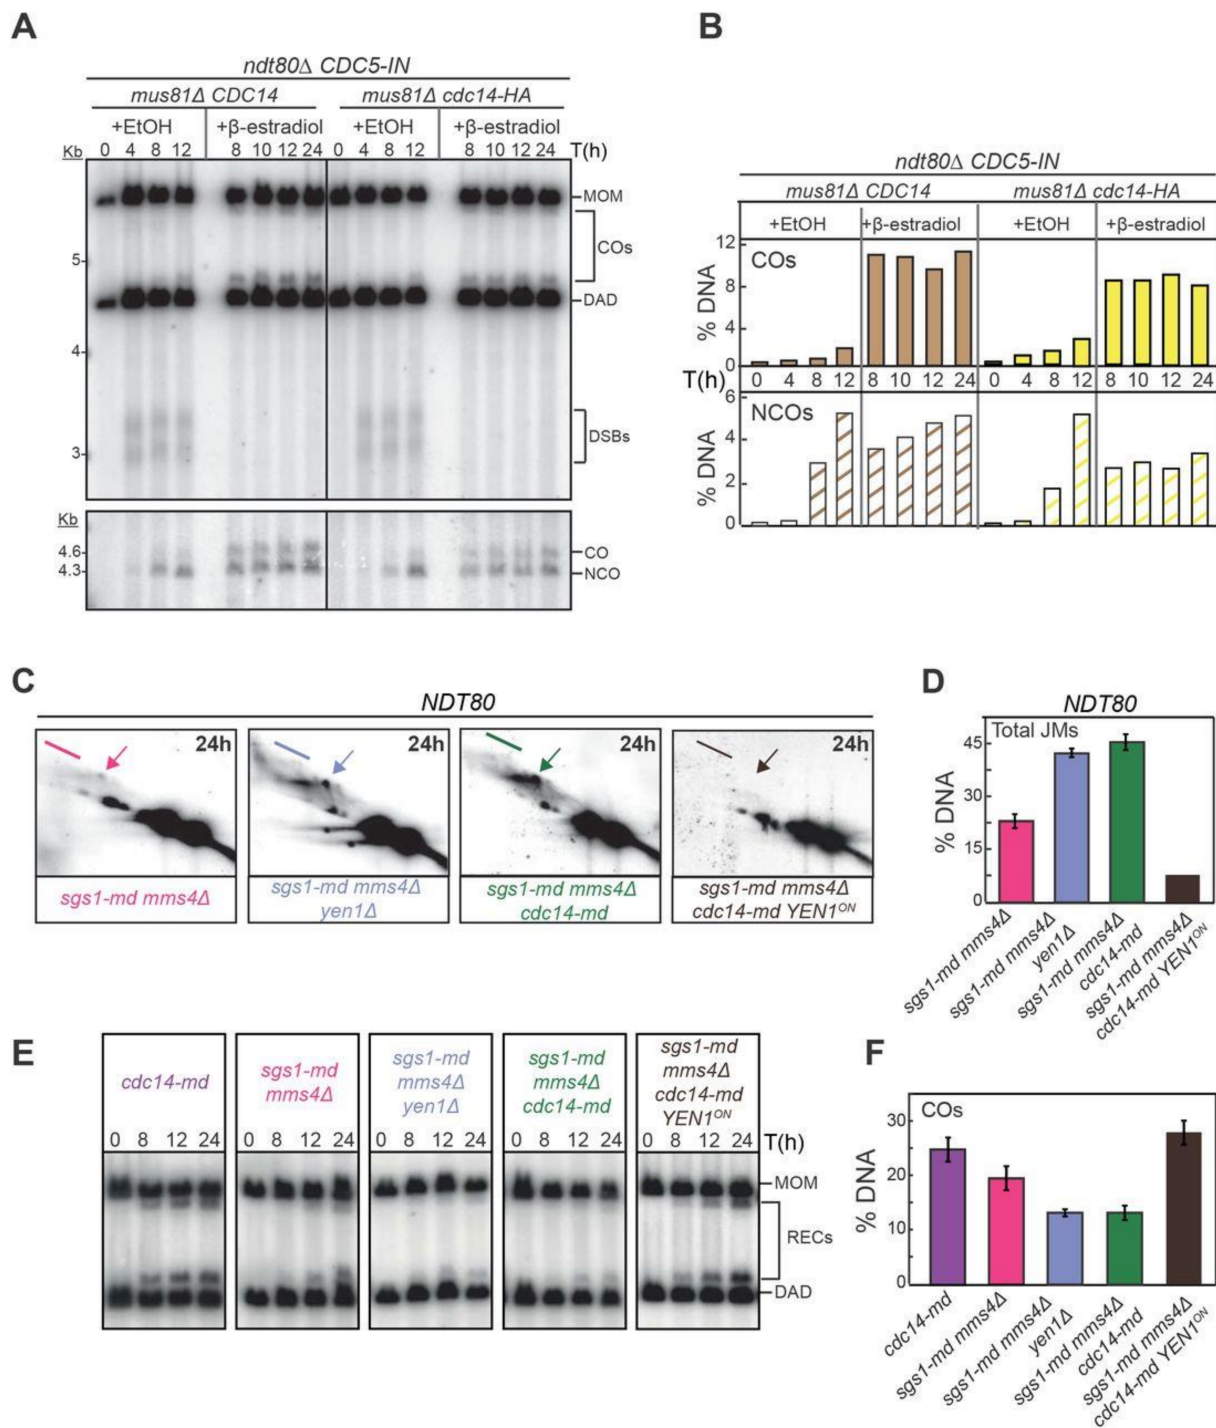 A
ndt80Δ CDC5-IN
mus81Δ CDC14 mus81Δ cdc14-HA
+EtOH +β-estradiol +EtOH +β-estradiol
Kb 0 4 8 12 8 10 12 24 0 4 8 12 8 10 12 24 T(h)
MOM
COs
5
DAD
4
DSBs
3
Kb
4.6 CO
4.3 NCO
B
ndt80Δ CDC5-IN
mus81Δ CDC14 mus81Δ cdc14-HA
+EtOH +β-estradiol +EtOH +β-estradiol
12
COs
8
% DNA
4
0
T(h) 0 4 8 12 8 10 12 24 0 4 8 12 8 10 12 24
6
NCOs
4
% DNA
2
0
C
NDT80
24h 24h 24h 24h
sgs1-md mms4Δ
sgs1-md mms4Δ
yen1Δ
sgs1-md mms4Δ
cdc14-md
sgs1-md mms4Δ
cdc14-md YEN1ON
D
NDT80
Total JMs
45
30
% DNA
15
0
sgs1-md mms4Δ
sgs1-md mms4Δ
yen1Δ
sgs1-md mms4Δ
cdc14-md
sgs1-md mms4Δ
cdc14-md YEN1ON
E
cdc14-md
sgs1-md
mms4Δ
sgs1-md
mms4Δ
yen1Δ
sgs1-md
mms4Δ
cdc14-md
sgs1-md
mms4Δ
cdc14-md
YEN1ON
0 8 12 24 0 8 12 24 0 8 12 24 0 8 12 24 0 8 12 24 T(h)
MOM
RECs
DAD
F
COs
30
20
% DNA
10
0
cdc14-md
sgs1-md mms4Δ
sgs1-md mms4Δ
yen1Δ
sgs1-md mms4Δ
cdc14-md
sgs1-md mms4Δ
cdc14-md YEN1ON